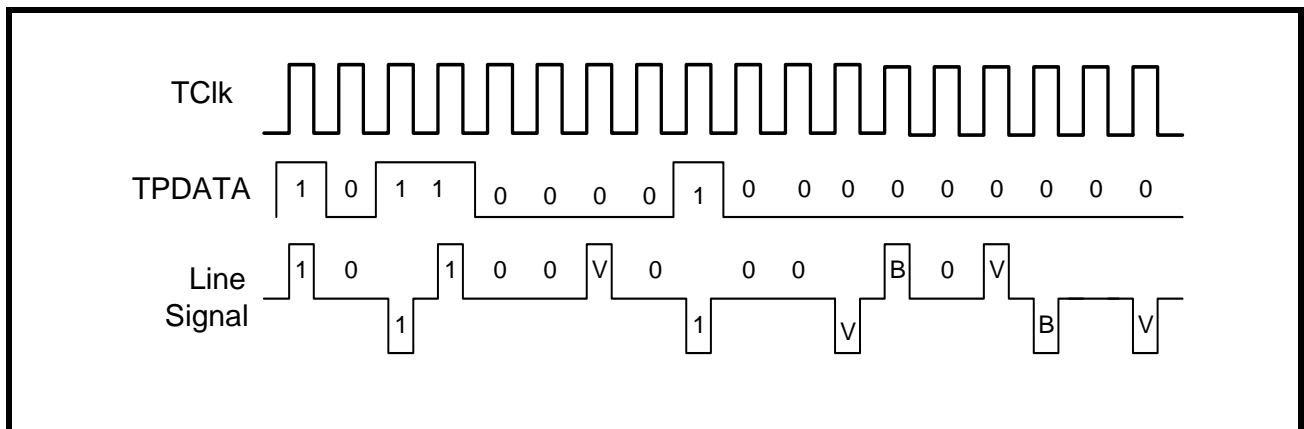 TClk
TPDATA 1 0 1 1 0 0 0 0 1 0 0 0 0 0 0 0 0 0
Line
Signal
1 0 1 0 0 V 0 0 0 B 0 V
1 1 V B V